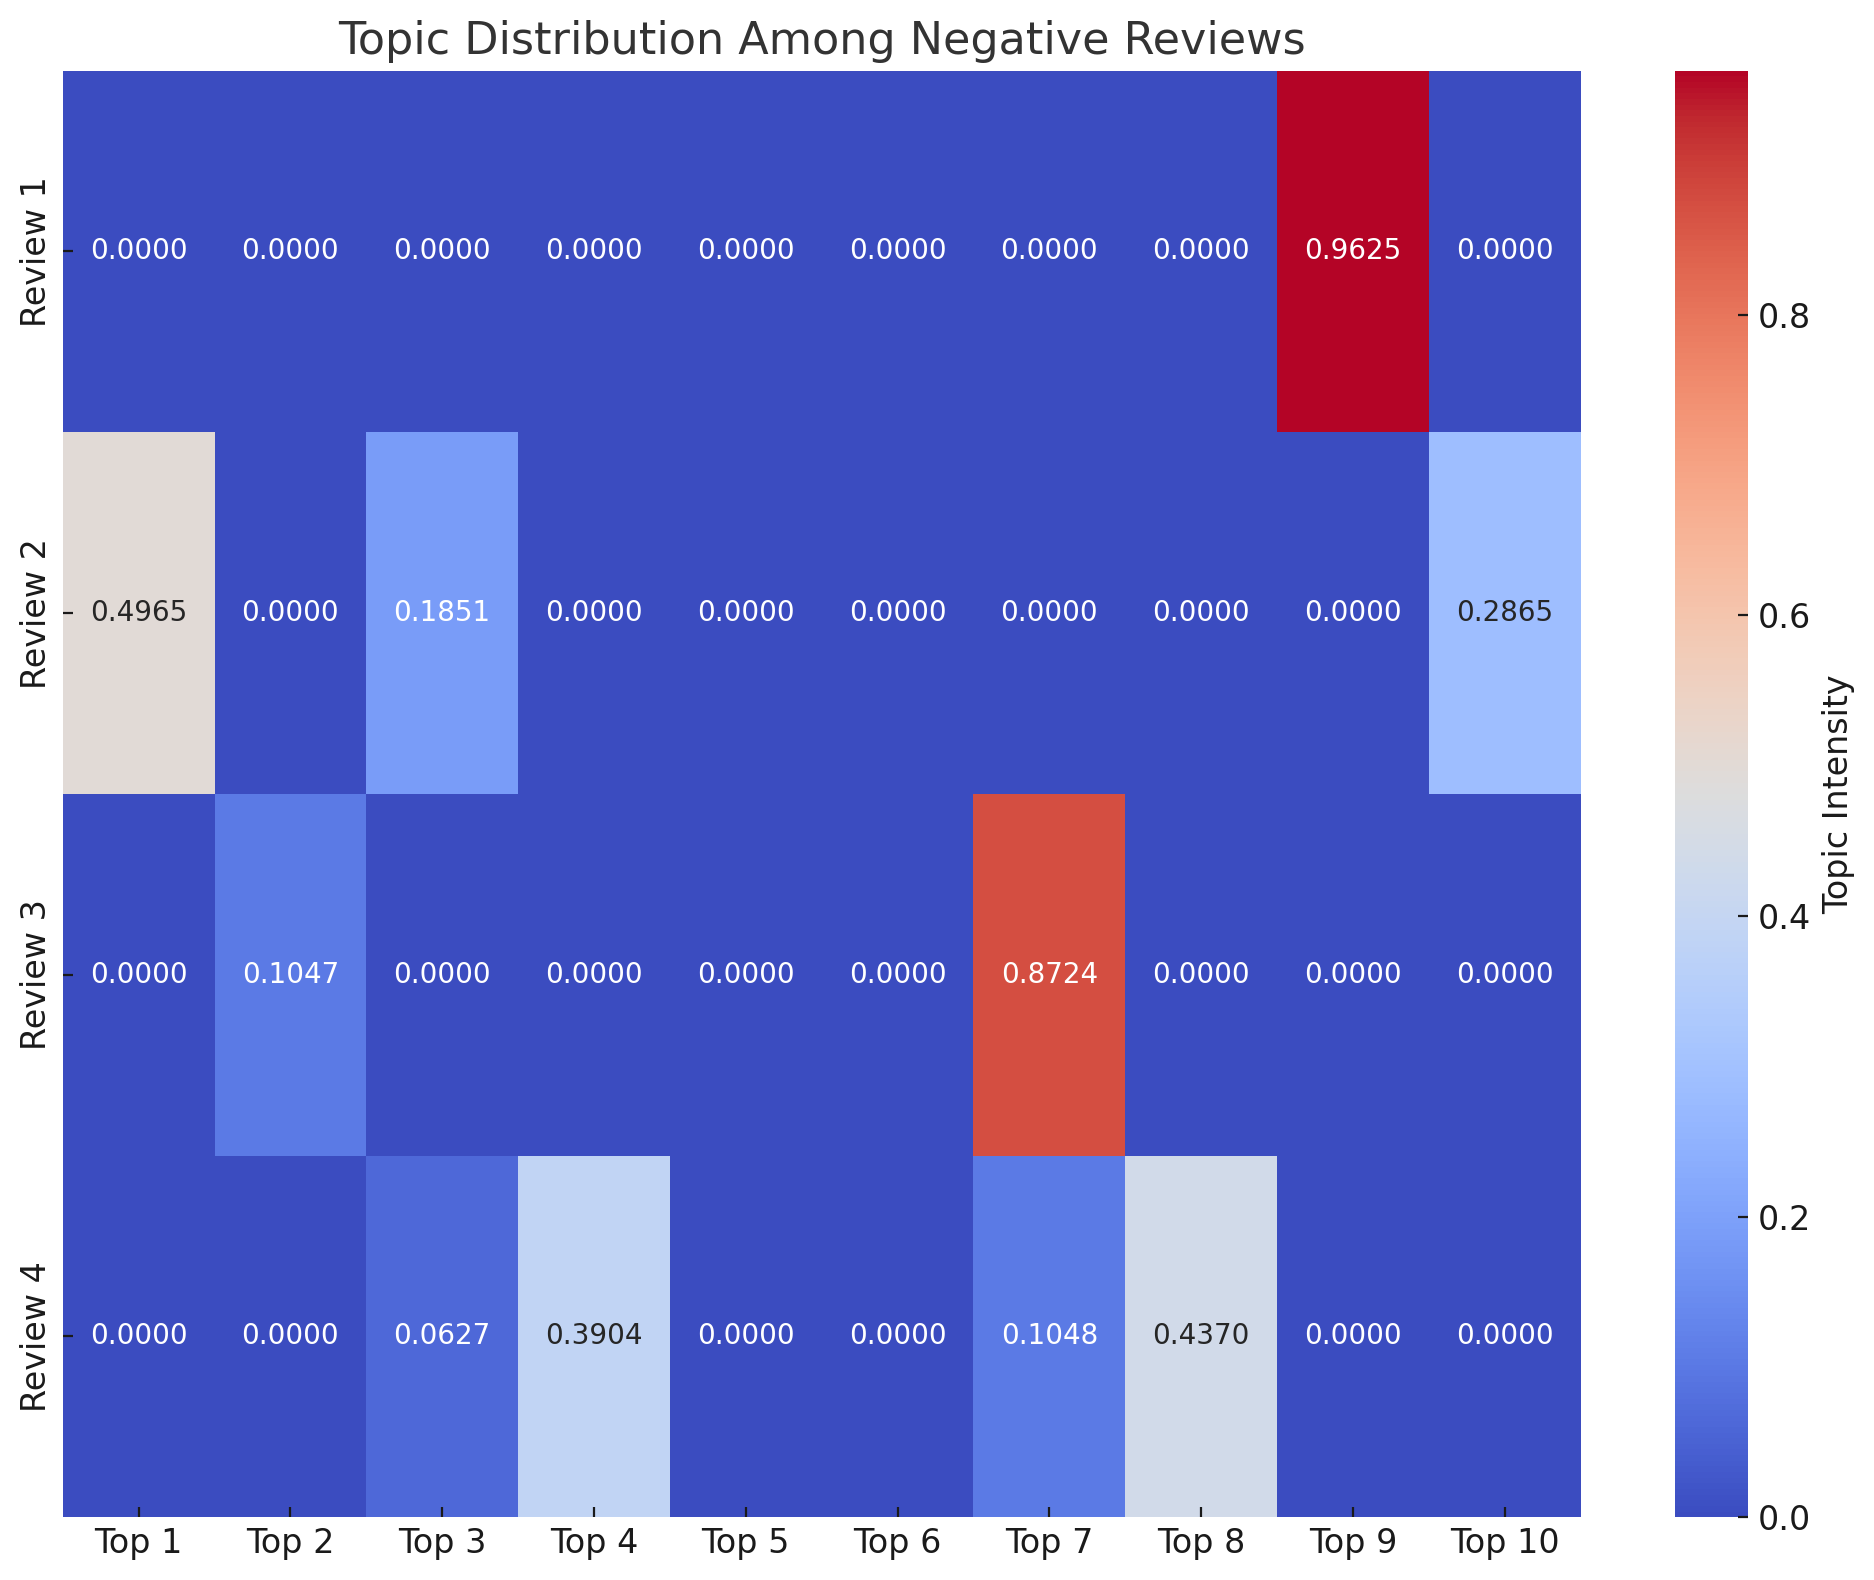 Topic Distribution Among Negative Reviews
Review 1
0.0000 0.0000 0.0000 0.0000 0.0000 0.0000 0.0000 0.0000 0.9625 0.0000
Review 2
0.4965 0.0000 0.1851 0.0000 0.0000 0.0000 0.0000 0.0000 0.0000 0.2865
Review 3
0.0000 0.1047 0.0000 0.0000 0.0000 0.0000 0.8724 0.0000 0.0000 0.0000
Review 4
0.0000 0.0000 0.0627 0.3904 0.0000 0.0000 0.1048 0.4370 0.0000 0.0000
Top 1 Top 2 Top 3 Top 4 Top 5 Top 6 Top 7 Top 8 Top 9 Top 10
0.8
0.6
0.4
0.2
0.0
Topic Intensity